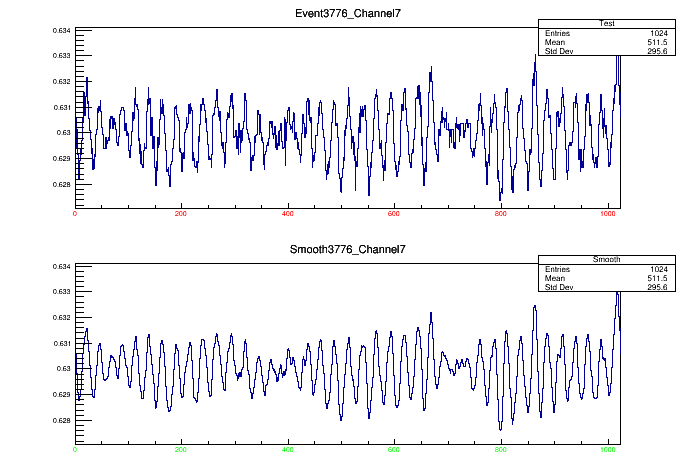 Event3776_Channel7
Test
Entries 1024
Mean 511.5
Std Dev 295.6
0.634
0.633
0.632
0.631
0.63
0.629
0.628
0 200 400 600 800 1000
Smooth3776_Channel7
Smooth
Entries 1024
Mean 511.5
Std Dev 295.6
0.634
0.633
0.632
0.631
0.63
0.629
0.628
0 200 400 600 800 1000